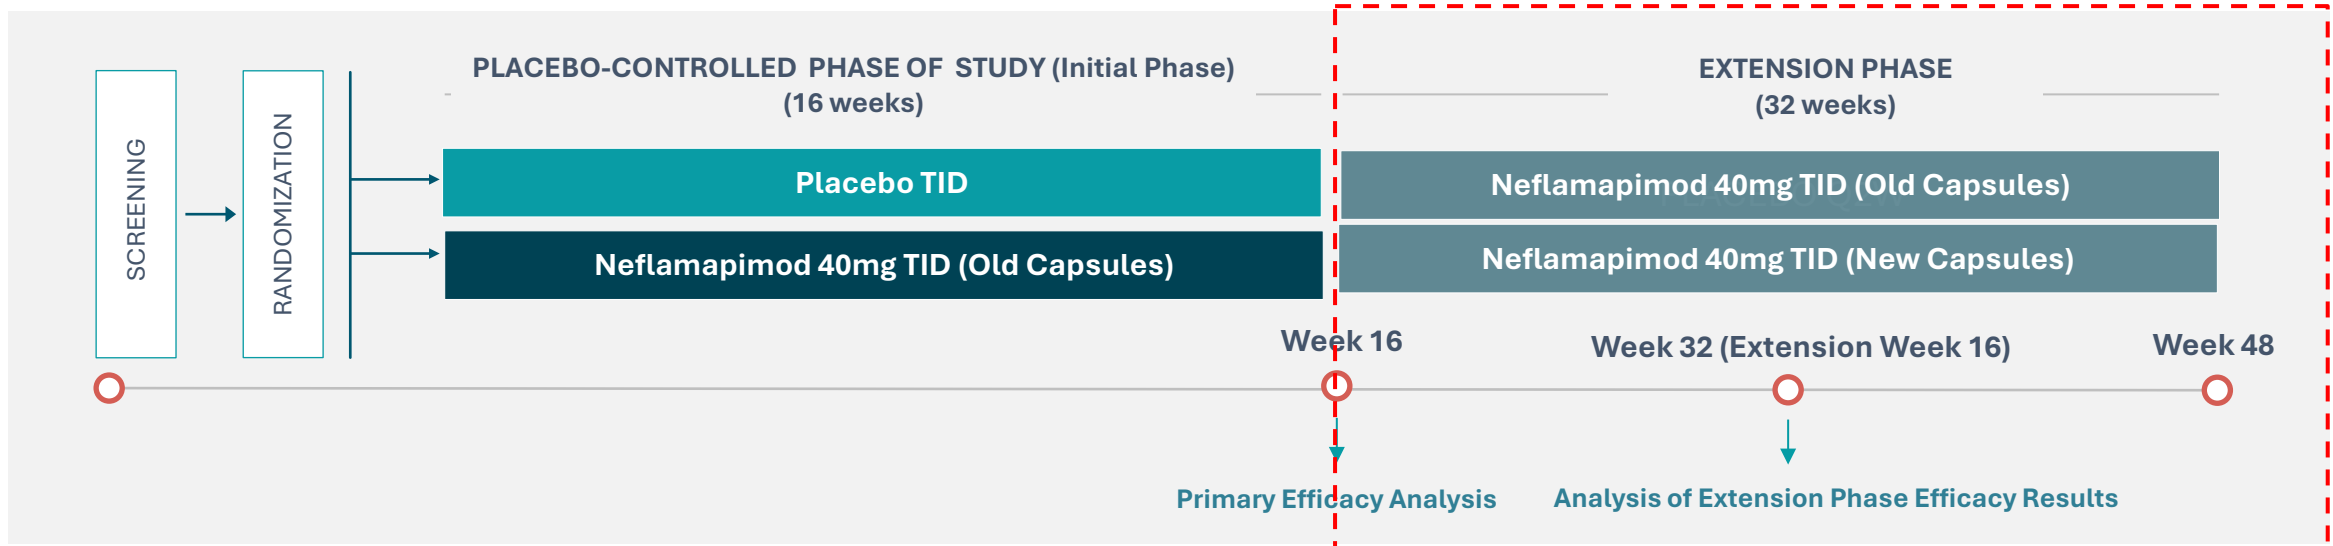 SCREENING
RANDOMIZATION
PLACEBO-CONTROLLED PHASE OF STUDY (Initial Phase)
(16 weeks)
EXTENSION PHASE
(32 weeks)
Placebo TID
Neflamapimod 40mg TID (Old Capsules)
Neflamapimod 40mg TID (Old Capsules)
Neflamapimod 40mg TID (New Capsules)
Week 16
Week 32 (Extension Week 16)
Week 48
Primary Efficacy Analysis
Analysis of Extension Phase Efficacy Results